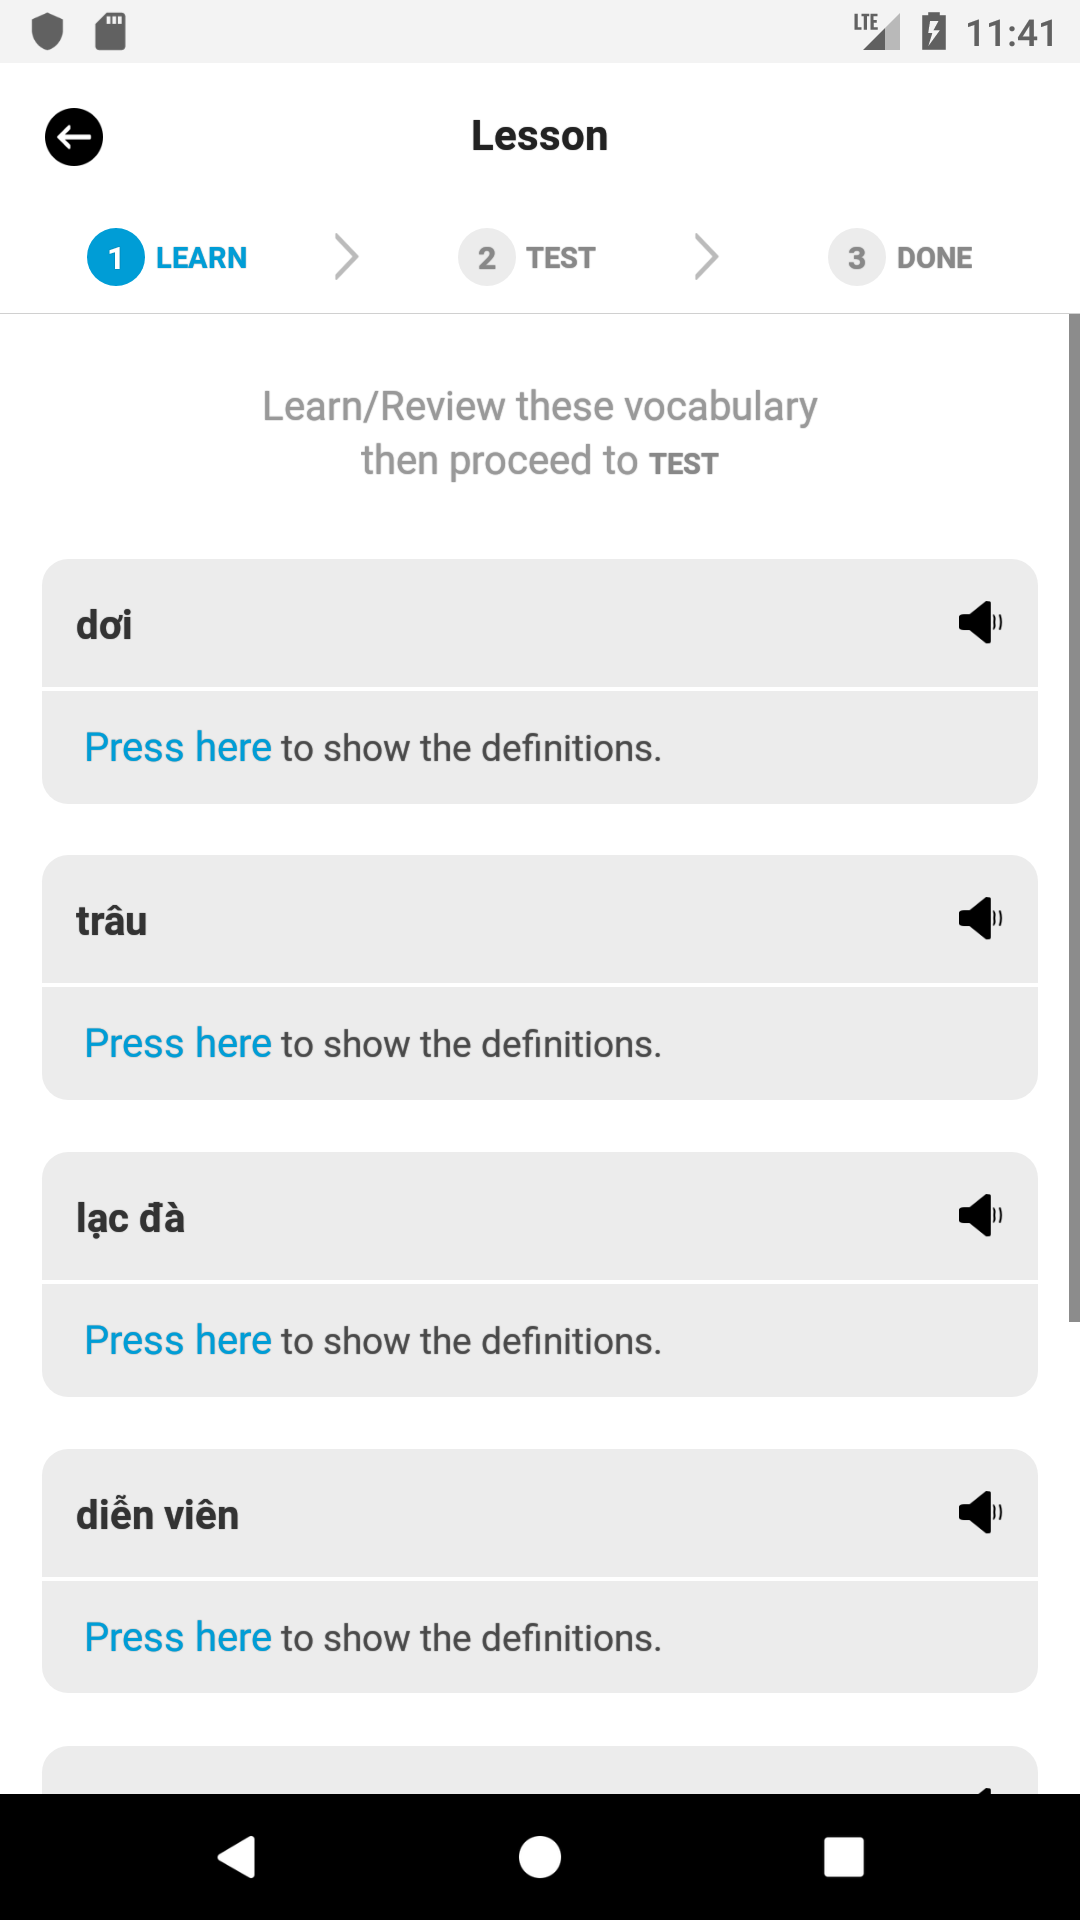 LTE 11:41
Lesson
1 LEARN 2 TEST 3 DONE
Learn/Review these vocabulary
then proceed to TEST
dơi
Press here to show the definitions.
trâu
Press here to show the definitions.
lạc đà
Press here to show the definitions.
diễn viên
Press here to show the definitions.